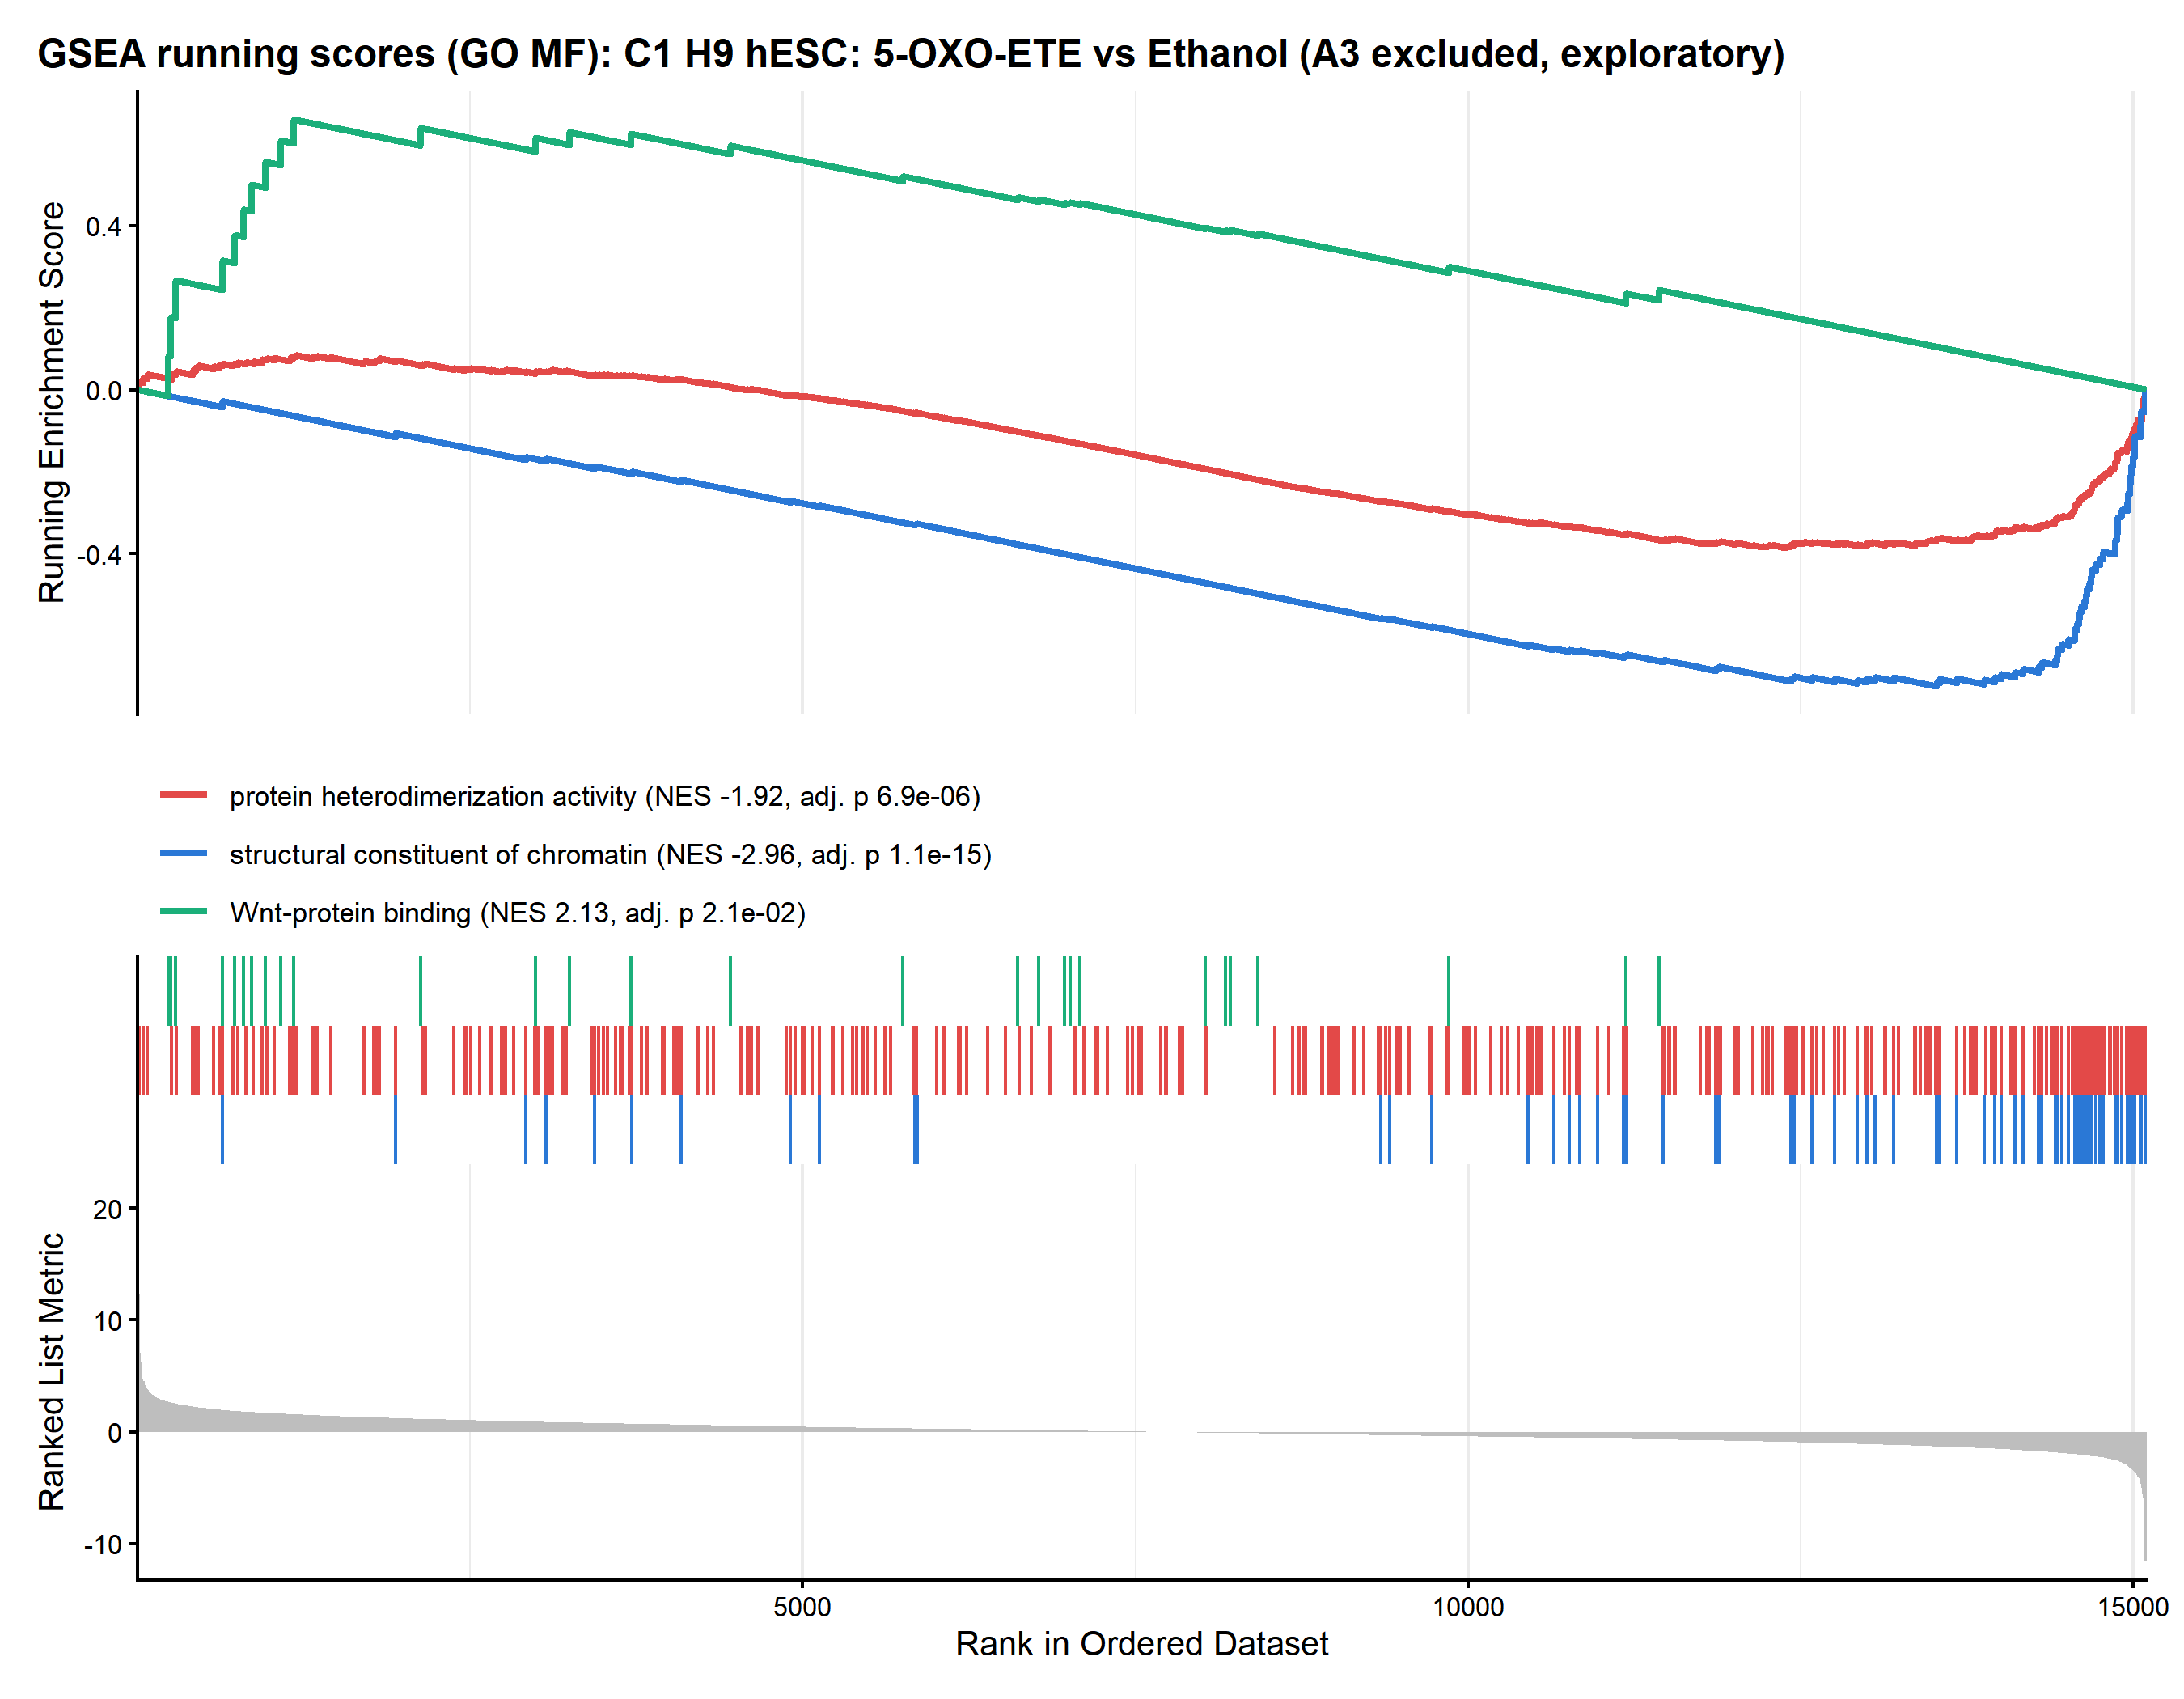 GSEA running scores (GO MF): C1 H9 hESC: 5-OXO-ETE vs Ethanol (A3 excluded, exploratory)
Running Enrichment Score
0.4
0.0
-0.4
protein heterodimerization activity (NES -1.92, adj. p 6.9e-06)
structural constituent of chromatin (NES -2.96, adj. p 1.1e-15)
Wnt-protein binding (NES 2.13, adj. p 2.1e-02)
Ranked List Metric
20
10
0
-10
5000
10000
15000
Rank in Ordered Dataset